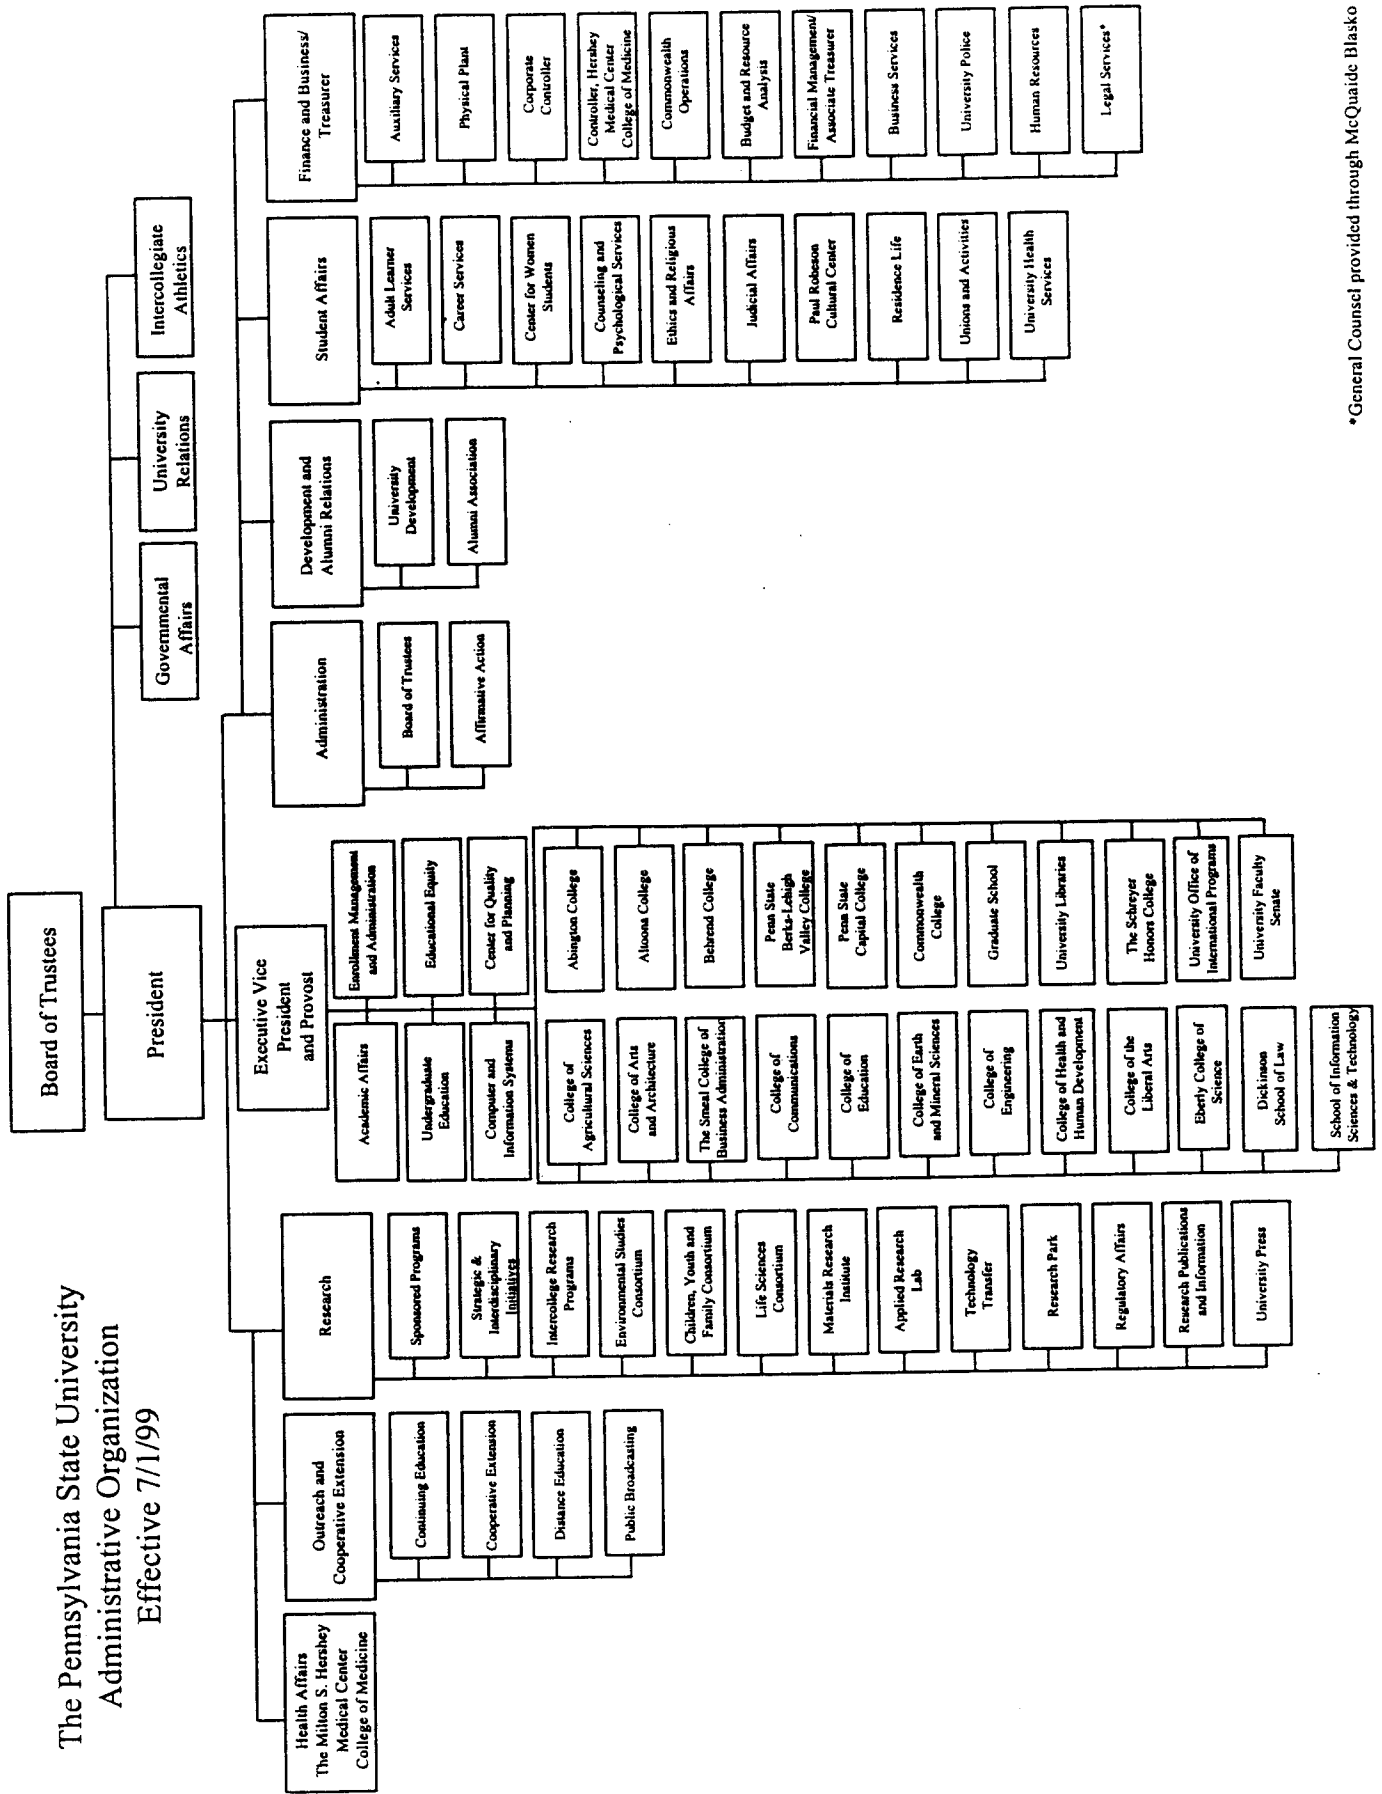 The Pennsylvania State University
Administrative Organization
Effective 7/1/99
Board of Trustees
President
Governmental
Affairs
University
Relations
Intercollegiate
Athletics
Health Affairs
The Milton S. Hershey
Medical Center
College of Medicine
Outreach and
Cooperative Extension
Continuing Education
Cooperative Extension
Distance Education
Public Broadcasting
Research
Sponsored Programs
Strategic &
Interdisciplinary
Initiatives
Intercollege Research
Programs
Environmental Studies
Consortium
Children, Youth and
Family Consortium
Life Sciences
Consortium
Materials Research
Institute
Applied Research
Lab
Technology
Transfer
Research Park
Regulatory Affairs
Research Publications
and Information
University Press
Executive Vice
President
and Provost
Academic Affairs
Enrollment Management
and Administration
Undergraduate
Education
Educational Equity
Computer and
Information Systems
Center for Quality
and Planning
College of
Agricultural Sciences
College of Arts
and Architecture
The Smeal College of
Business Administration
College of
Communications
College of
Education
College of Earth
and Mineral Sciences
College of
Engineering
College of Health and
Human Development
College of the
Liberal Arts
Eberly College of
Science
Dickinson
School of Law
School of Information
Sciences & Technology
Abington College
Altoona College
Behrend College
Penn State
Berks-Lehigh
Valley College
Penn State
Capital College
Commonwealth
College
Graduate School
University Libraries
The Schreyer
Honors College
University Office of
International Programs
University Faculty
Senate
Administration
Board of Trustees
Affirmative Action
Development and
Alumni Relations
University
Development
Alumni Association
Student Affairs
Adult Learner
Services
Career Services
Center for Women
Students
Counseling and
Psychological Services
Ethics and Religious
Affairs
Judicial Affairs
Paul Robeson
Cultural Center
Residence Life
Unions and Activities
University Health
Services
Finance and Business/
Treasurer
Auxiliary Services
Physical Plant
Corporate
Controller
Controller, Hershey
Medical Center
College of Medicine
Commonwealth
Operations
Budget and Resource
Analysis
Financial Management/
Associate Treasurer
Business Services
University Police
Human Resources
Legal Services*
*General Counsel provided through McQuaide Blasko